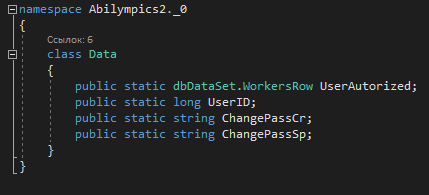 namespace Abilympics2._0
{
Ссылок: 6
class Data
{
public static dbDataSet.WorkersRow UserAutorized;
public static long UserID;
public static string ChangePassCr;
public static string ChangePassSp;
}
}